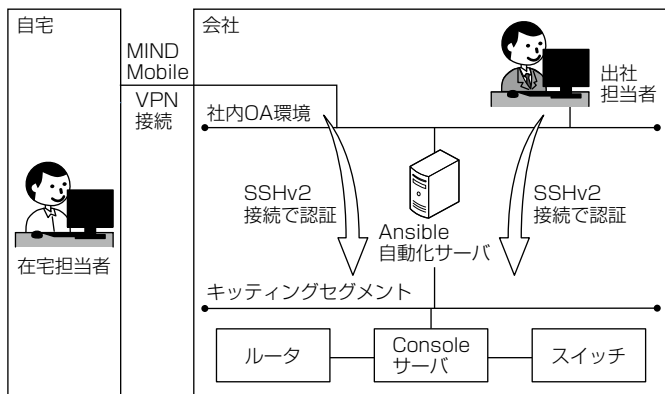 自宅
会社
MIND
Mobile
VPN
接続
出社
担当者
社内OA環境
SSHv2
接続で認証
SSHv2
接続で認証
Ansible
自動化サーバ
在宅担当者
キッティングセグメント
ルータ
Console
サーバ
スイッチ